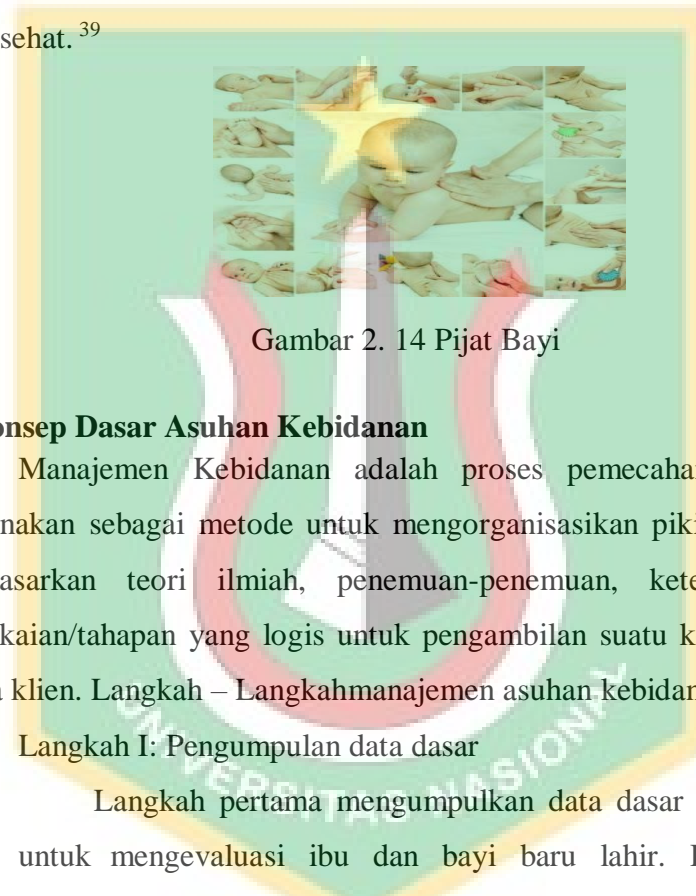 sehat. 39
Gambar 2. 14 Pijat Bayi
onsep Dasar Asuhan Kebidanan
Manajemen Kebidanan adalah proses pemecahan
nakan sebagai metode untuk mengorganisasikan piki
asarkan teori ilmiah, penemuan-penemuan, kete
kaian/tahapan yang logis untuk pengambilan suatu k
a klien. Langkah – Langkahmanajemen asuhan kebidan
Langkah I: Pengumpulan data dasar
Langkah pertama mengumpulkan data dasar
untuk mengevaluasi ibu dan bayi baru lahir.
UNIVERSITAS NASIONAL